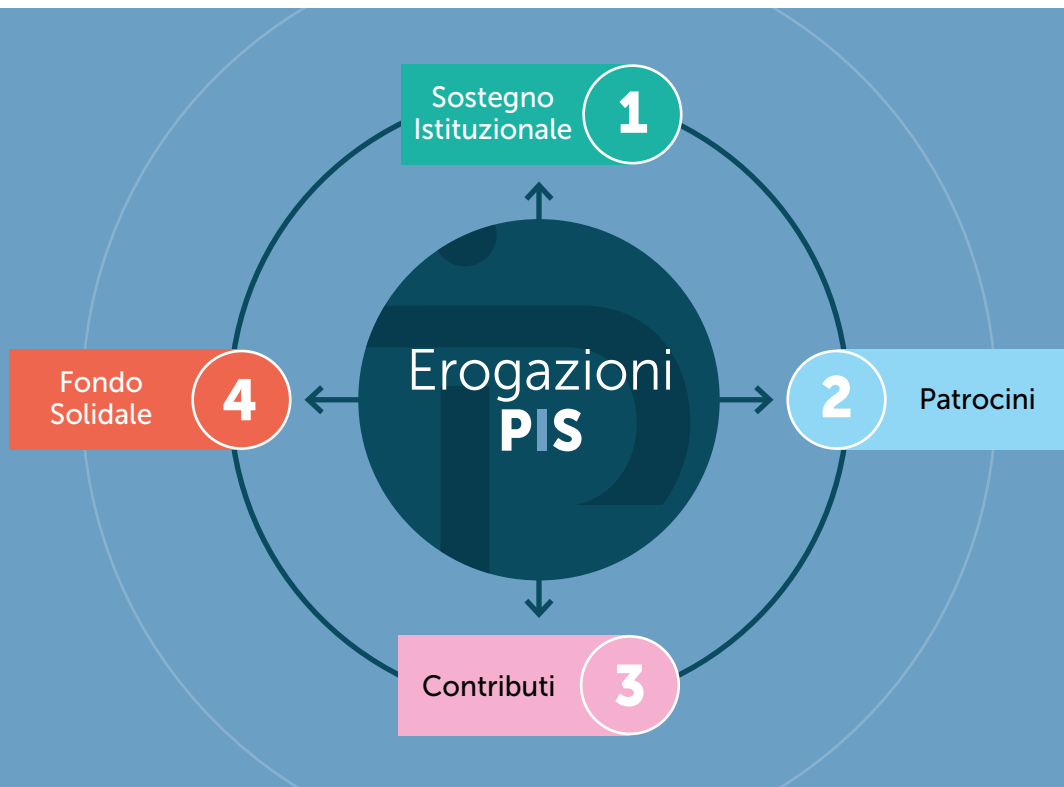 Sostegno
Istituzionale
1
Erogazioni
PIS
Fondo
Solidale
4
2
Patrocini
Contributi
3